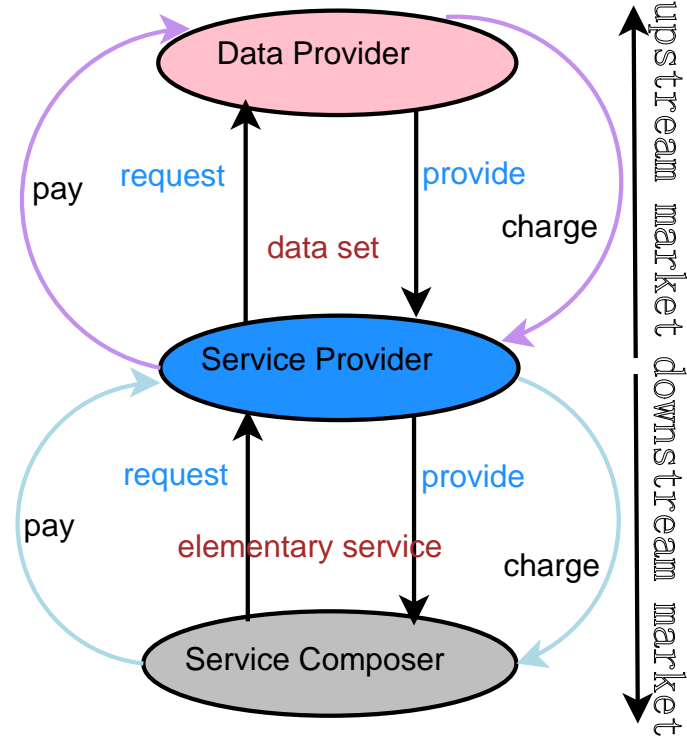 Data Provider
request
provide
pay
charge
data set
Service Provider
request
provide
pay
elementary service
charge
Service Composer
upstream market
downstream market